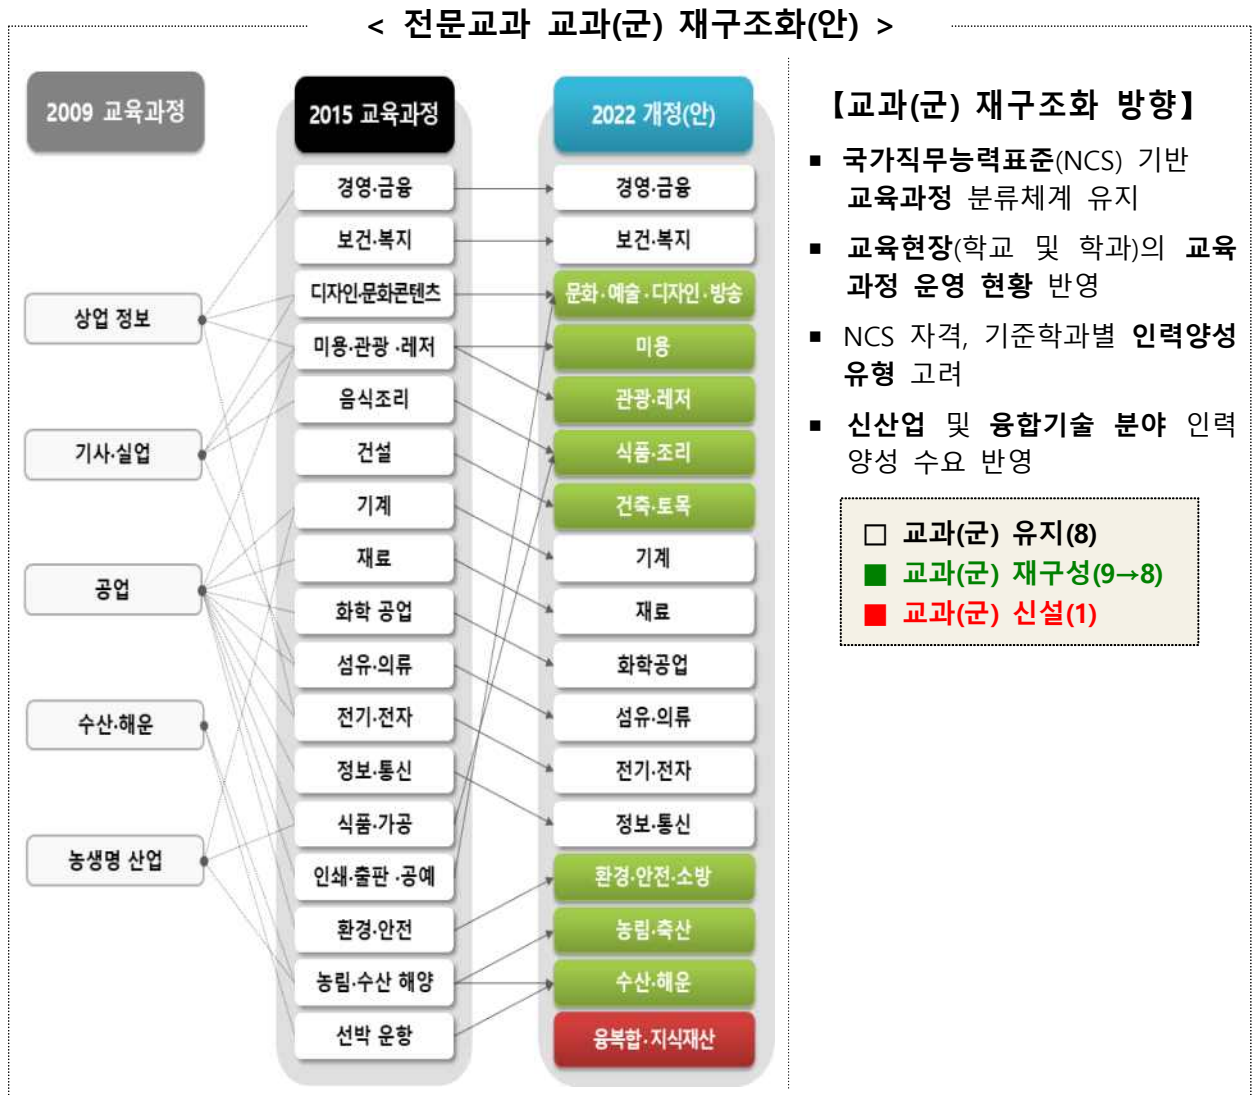 < 전문교과 교과(군) 재구조화(안) >
2009 교육과정
상업 정보
기사·실업
공업
수산·해운
농생명 산업
2015 교육과정
경영·금융
보건·복지
디자인·문화콘텐츠
미용·관광 ·레저
음식조리
건설
기계
재료
화학 공업
섬유·의류
전기·전자
정보·통신
식품·가공
인쇄·출판 ·공예
환경·안전
농림·수산 해양
선박 운항
2022 개정(안)
경영·금융
보건·복지
문화·예술·디자인·방송
미용
관광·레저
식품·조리
건축·토목
기계
재료
화학공업
섬유·의류
전기·전자
정보·통신
환경·안전·소방
농림·축산
수산·해운
융복합·지식재산
【교과(군) 재구조화 방향】
▪ 국가직무능력표준(NCS) 기반
교육과정 분류체계 유지
▪ 교육현장(학교 및 학과)의 교육
과정 운영 현황 반영
▪ NCS 자격, 기준학과별 인력양성
유형 고려
▪ 신산업 및 융합기술 분야 인력
양성 수요 반영
□ 교과(군) 유지(8)
■ 교과(군) 재구성(9→8)
■ 교과(군) 신설(1)